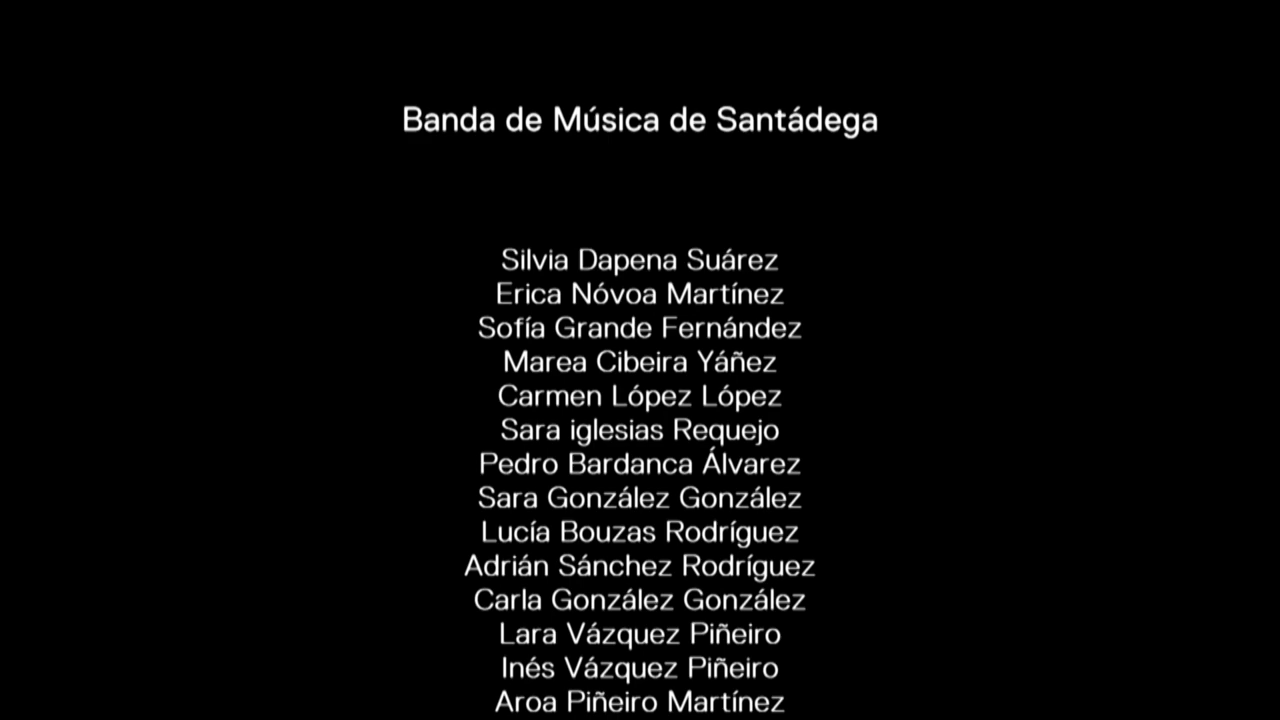 Banda de Música de Santádega
Silvia Dapena Suárez
Erica Nóvoa Martínez
Sofía Grande Fernández
Marea Cibeira Yáñez
Carmen López López
Sara iglesias Requejo
Pedro Bardanca Álvarez
Sara González González
Lucía Bouzas Rodríguez
Adrián Sánchez Rodríguez
Carla González González
Lara Vázquez Piñeiro
Inés Vázquez Piñeiro
Aroa Piñeiro Martínez